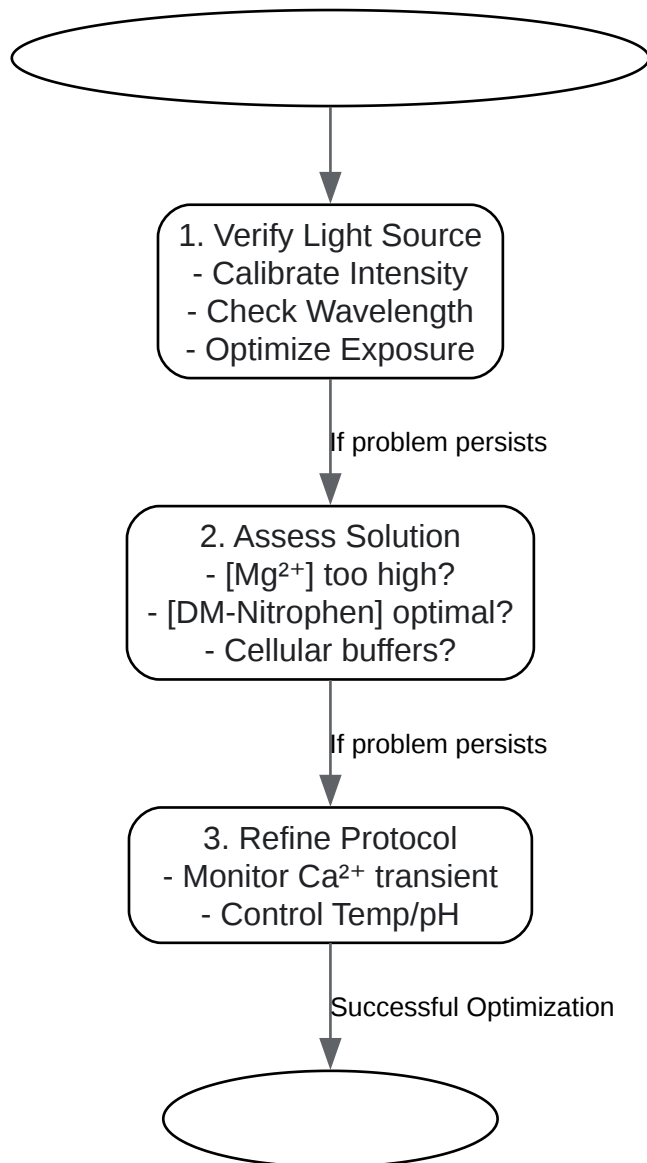 1. Verify Light Source
- Calibrate Intensity
- Check Wavelength
- Optimize Exposure
If problem persists
2. Assess Solution
- [Mg²⁺] too high?
- [DM-Nitrophen] optimal?
- Cellular buffers?
If problem persists
3. Refine Protocol
- Monitor Ca²⁺ transient
- Control Temp/pH
Successful Optimization